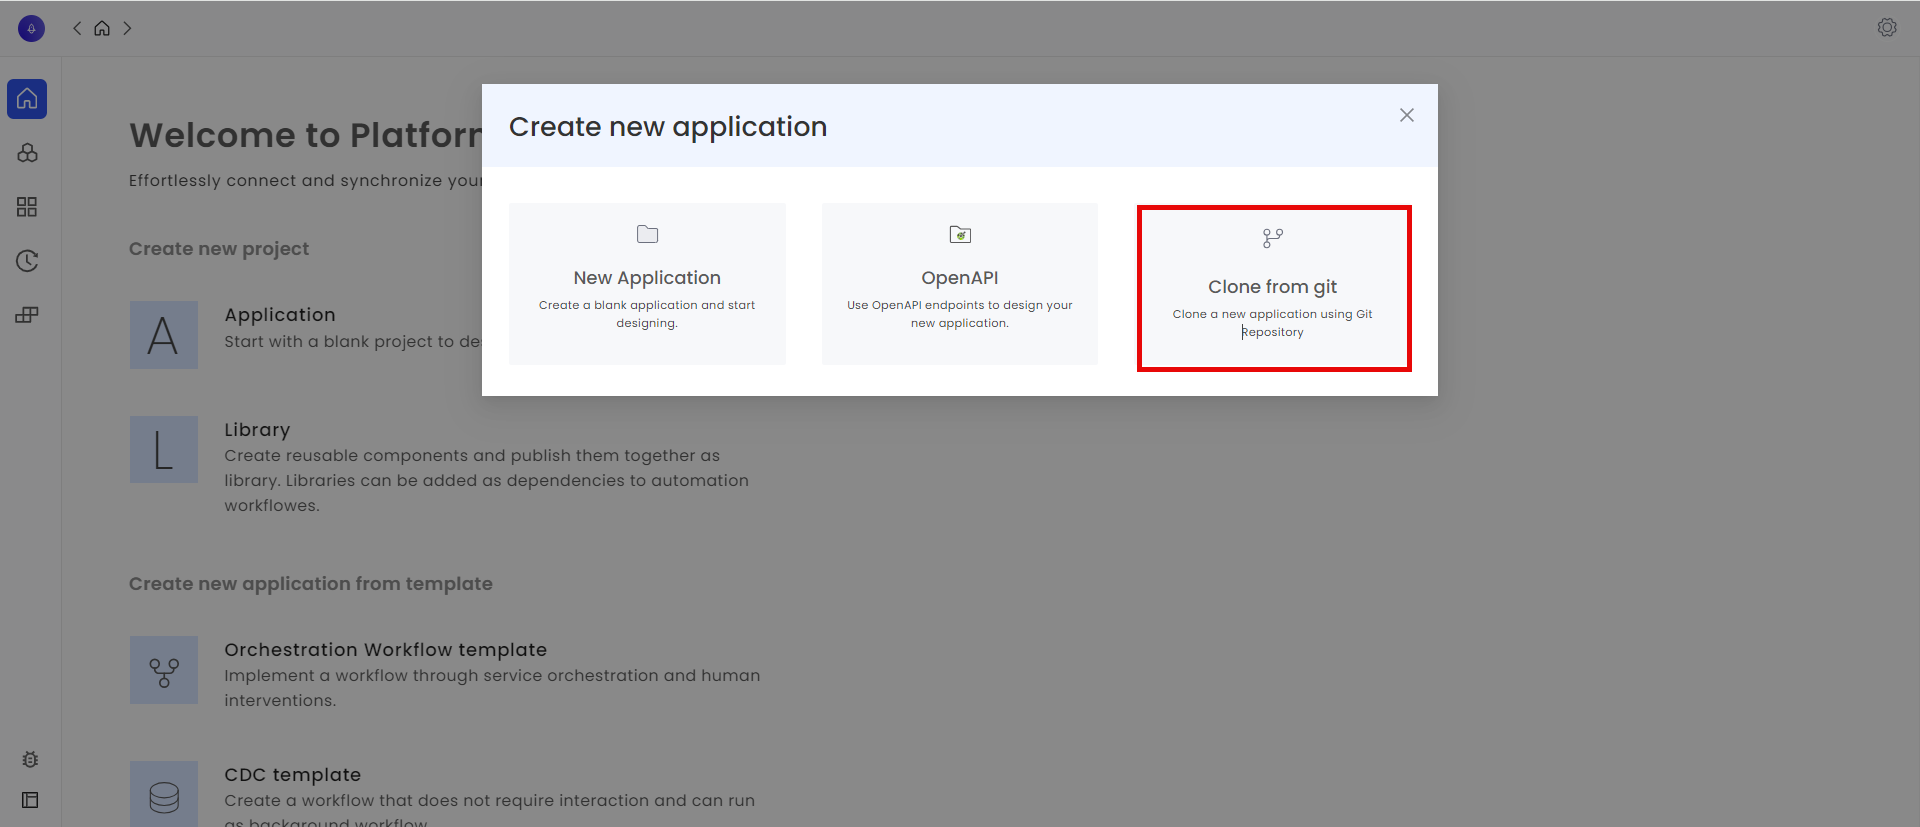 Create new application
New Application
Create a blank application and start
designing.
OpenAPI
Use OpenAPI endpoints to design your
new application.
Clone from git
Clone a new application using Git
Repository
Welcome to
Effortlessly connect and synchronize
Create new project
A
Application
Start with a blank project to
L
Library
Create reusable components and publish them together as
library. Libraries can be added as dependencies to automation
workflowes.
Create new application from template
Orchestration Workflow template
Implement a workflow through service orchestration and human
interventions.
CDC template
Create a workflow that does not require interaction and can run
as background workflow.